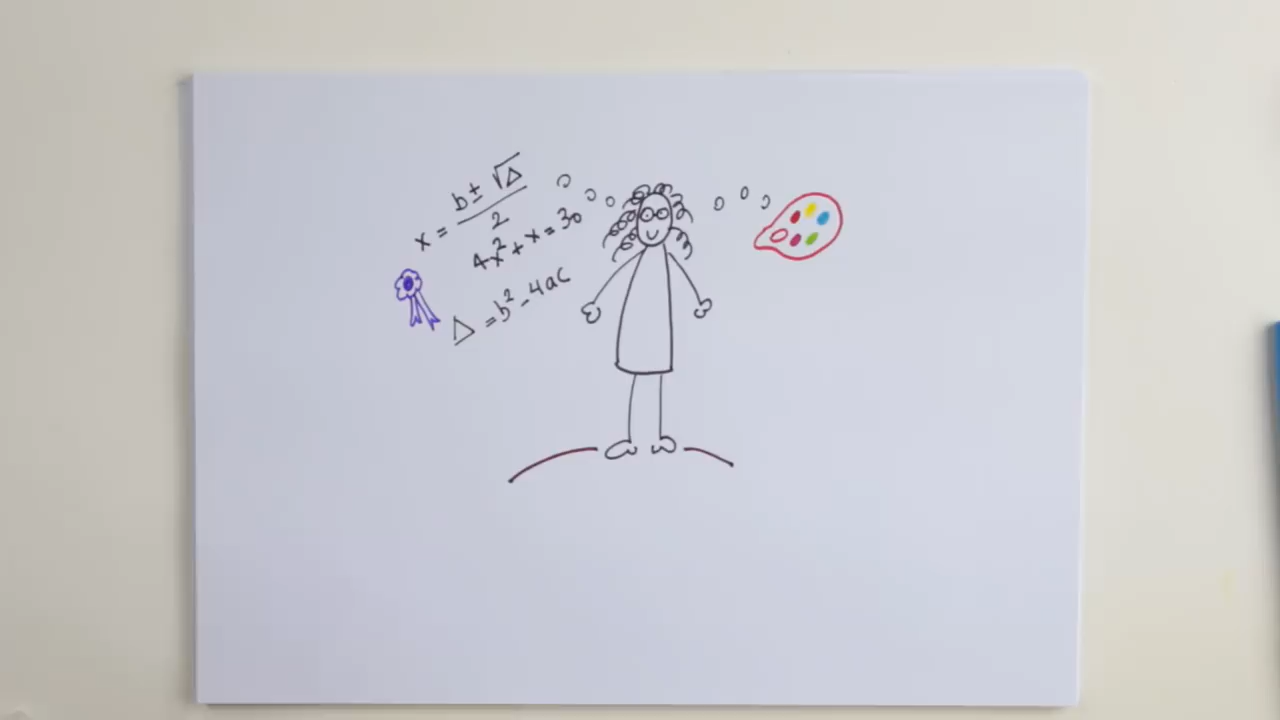 x = b ± √Δ / 2
4x² + x = 30
Δ = b² - 4ac